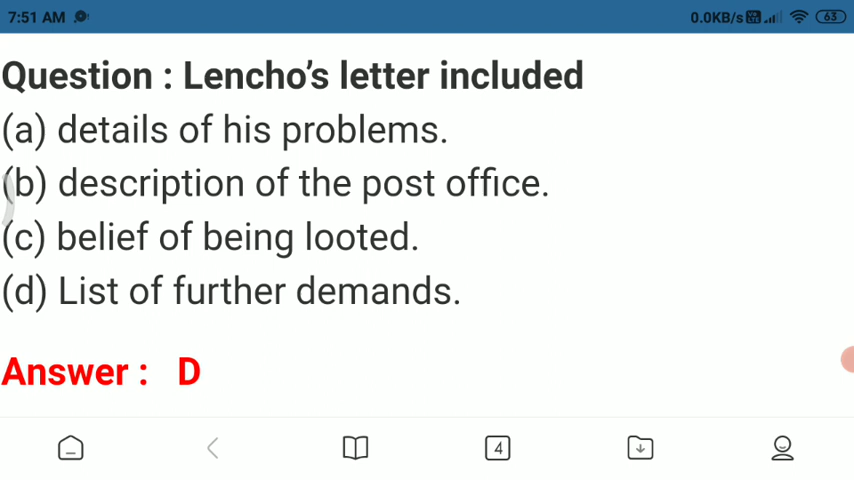 7:51 AM
0.0KB/s 63
Question : Lencho’s letter included
(a) details of his problems.
(b) description of the post office.
(c) belief of being looted.
(d) List of further demands.
Answer : D
4